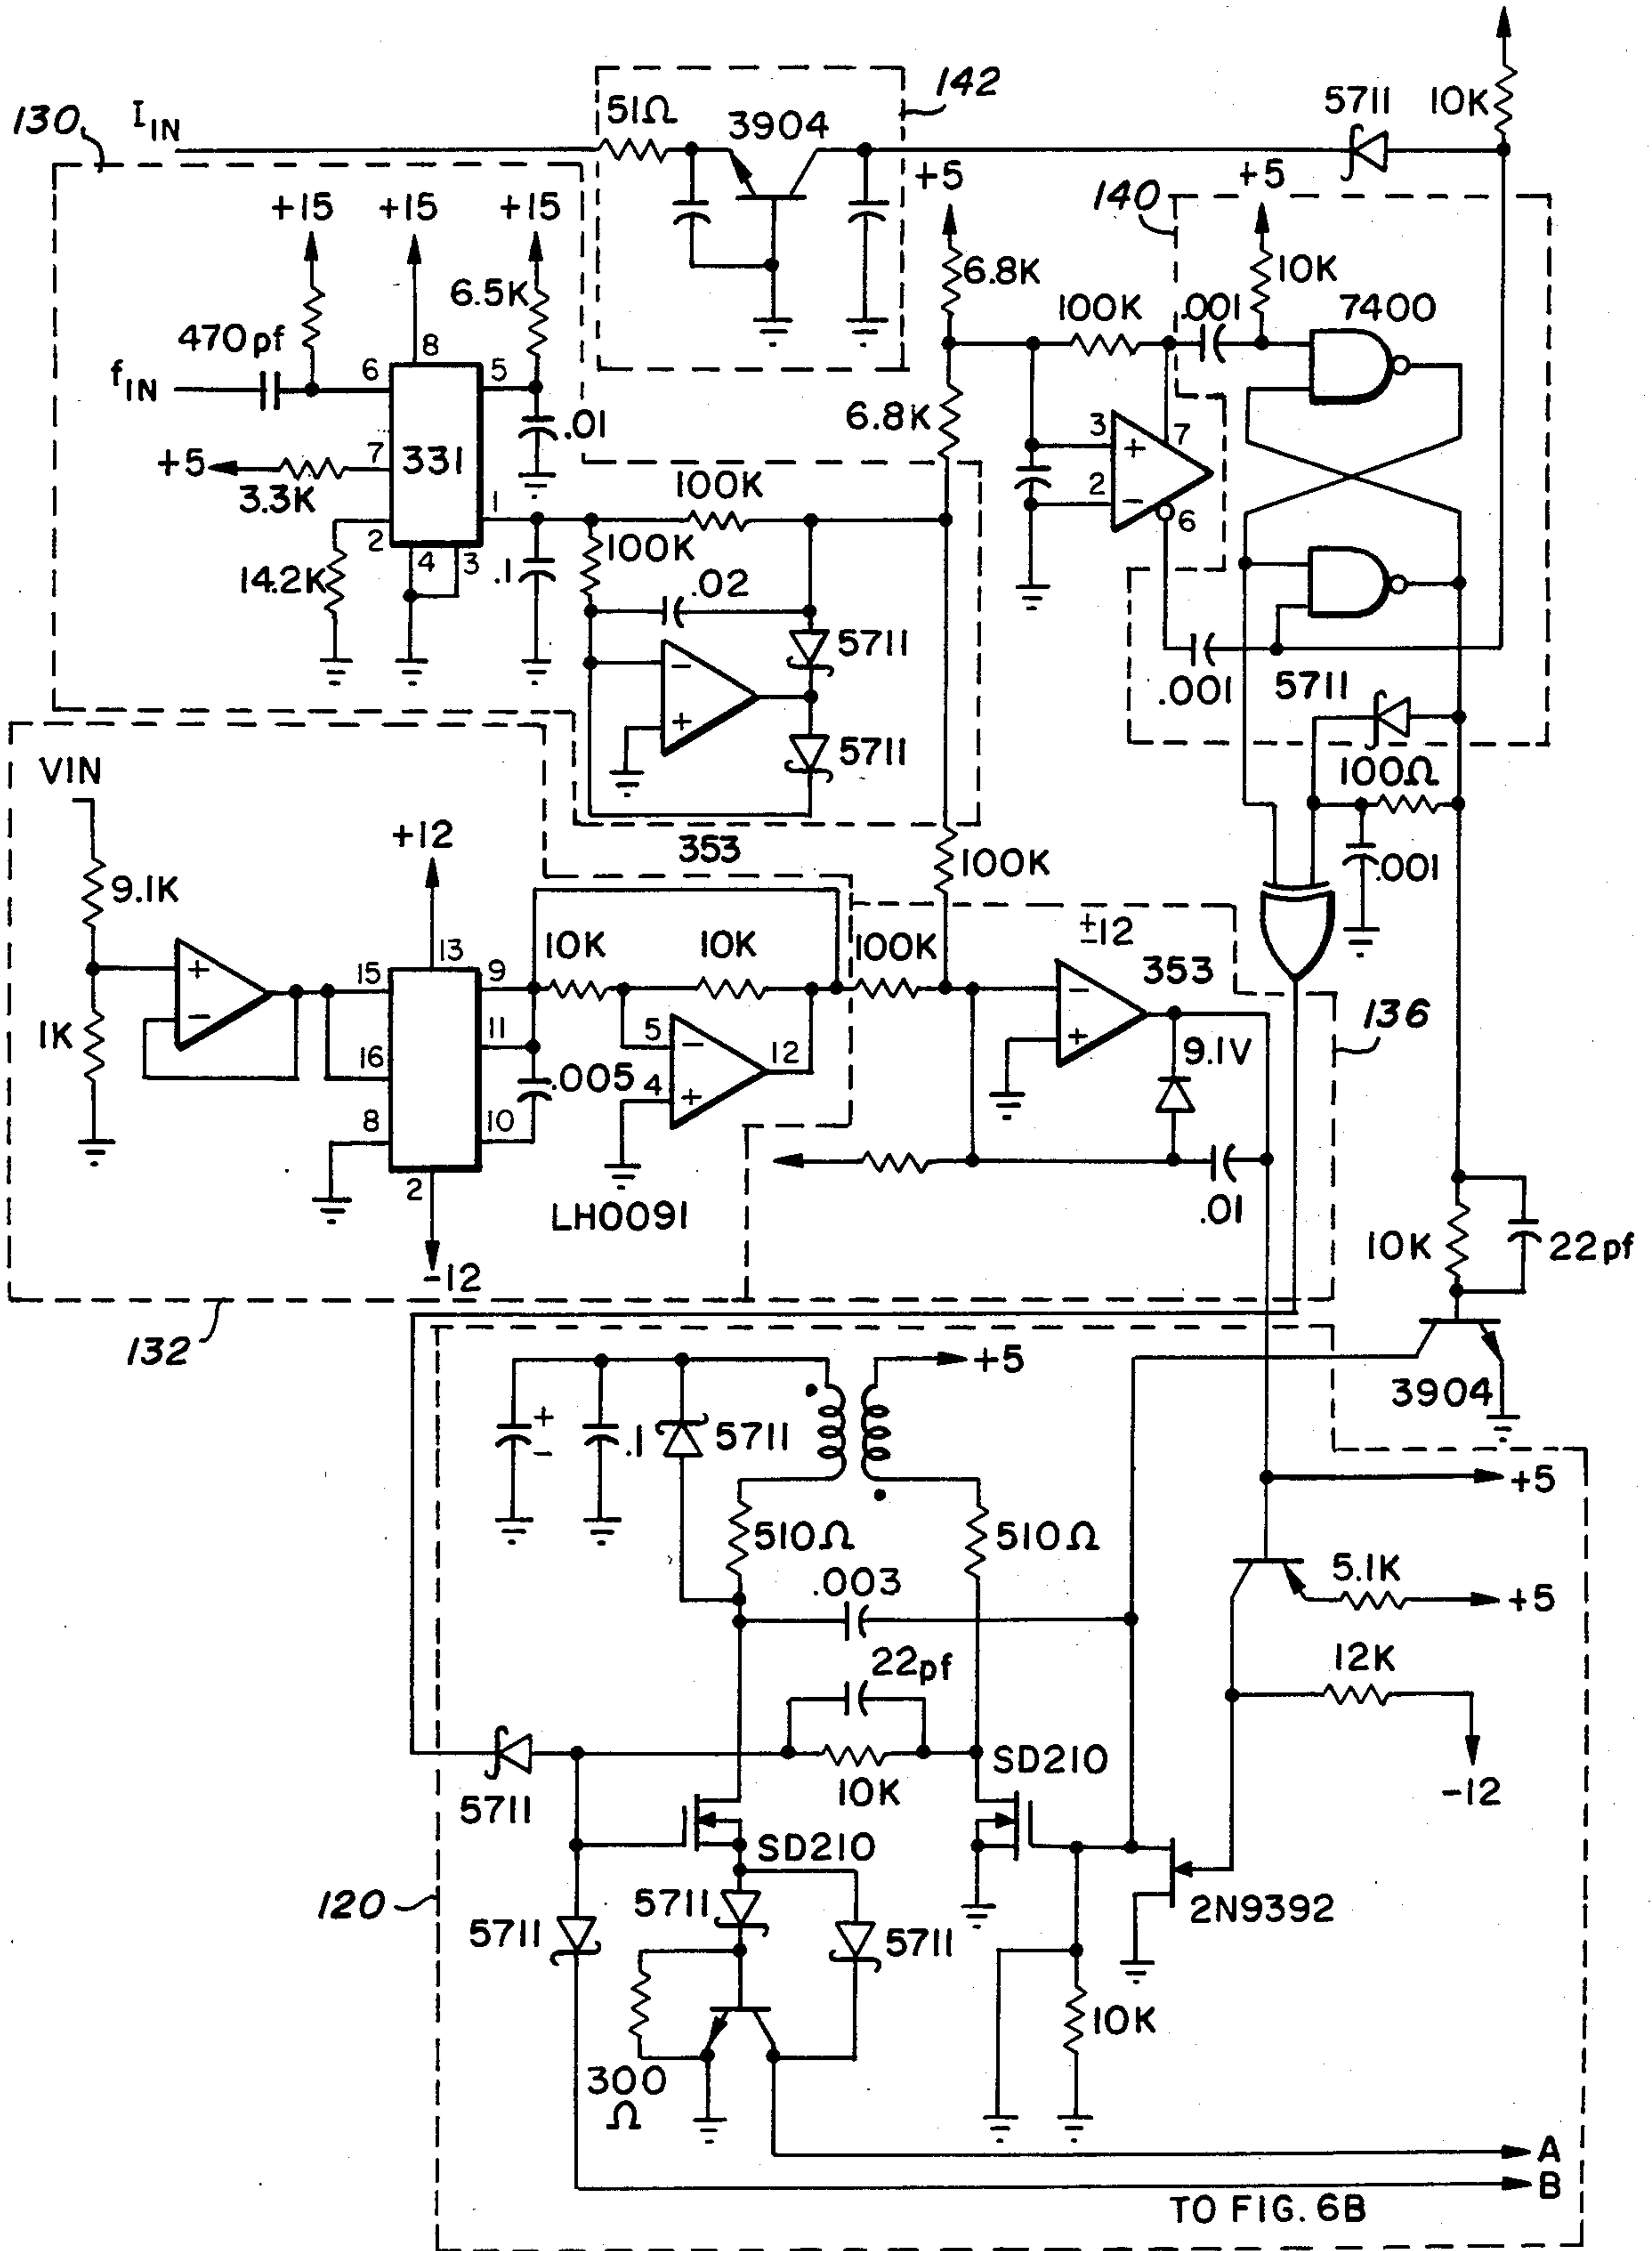 142
5711
10K
130
I_IN
51Ω
3904
+5
140
+5
+15
+15
+15
6.8K
10K
6.5K
100K
.001
7400
470 pf
8
f_IN
6
5
6.8K
.01
3
+
7
+5
7
331
3.3K
100K
2
−
6
1
2
100K
4
3
14.2K
.1
.02
5711
−
.001
5711
+
5711
VIN
100Ω
+12
353
100K
.001
9.1K
±12
10K
10K
100K
353
13
9
+
15
−
136
−
5
−
+
11
12
9.1V
1K
16
.005
4
+
8
10
2
LH0091
.01
10K
22pf
-12
132
+5
3904
+
−
.1
5711
+5
510Ω
510Ω
.003
5.1K
+5
22pf
12K
SD210
10K
-12
5711
SD210
120
5711
5711
2N9392
5711
10K
300
Ω
A
B
TO FIG. 6B